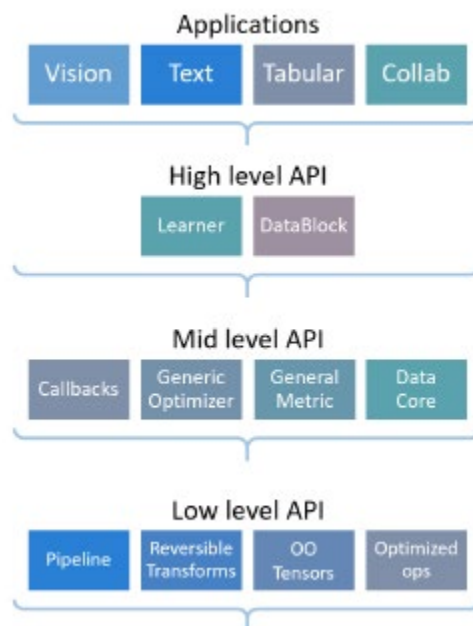 Applications
Vision Text Tabular Collab
High level API
Learner DataBlock
Mid level API
Callbacks
Generic
Optimizer
General
Metric
Data
Core
Low level API
Pipeline
Reversible
Transforms
OO
Tensors
Optimized
ops